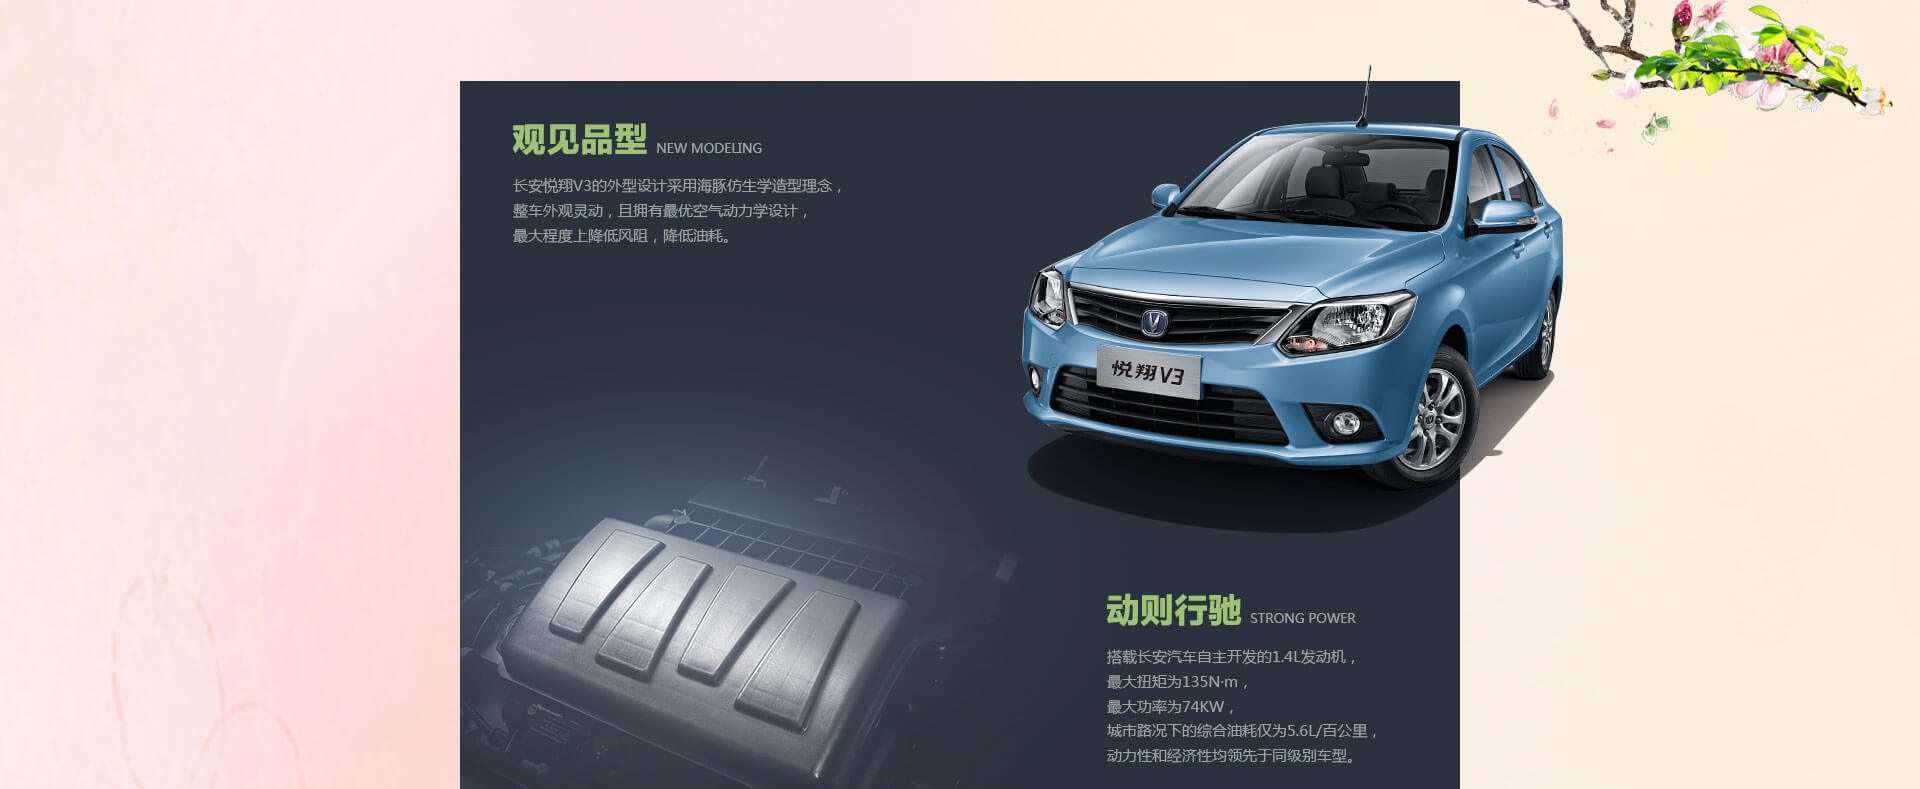 观见品型 NEW MODELING
长安悦翔V3的外型设计采用海豚仿生学造型理念，
整车外观灵动，且拥有最优空气动力学设计，
最大程度上降低风阻，降低油耗。
悦翔V3
动则行驰 STRONG POWER
搭载长安汽车自主开发的1.4L发动机，
最大扭矩为135N·m，
最大功率为74KW，
城市路况下的综合油耗仅为5.6L/百公里，
动力性和经济性均领先于同级别车型。